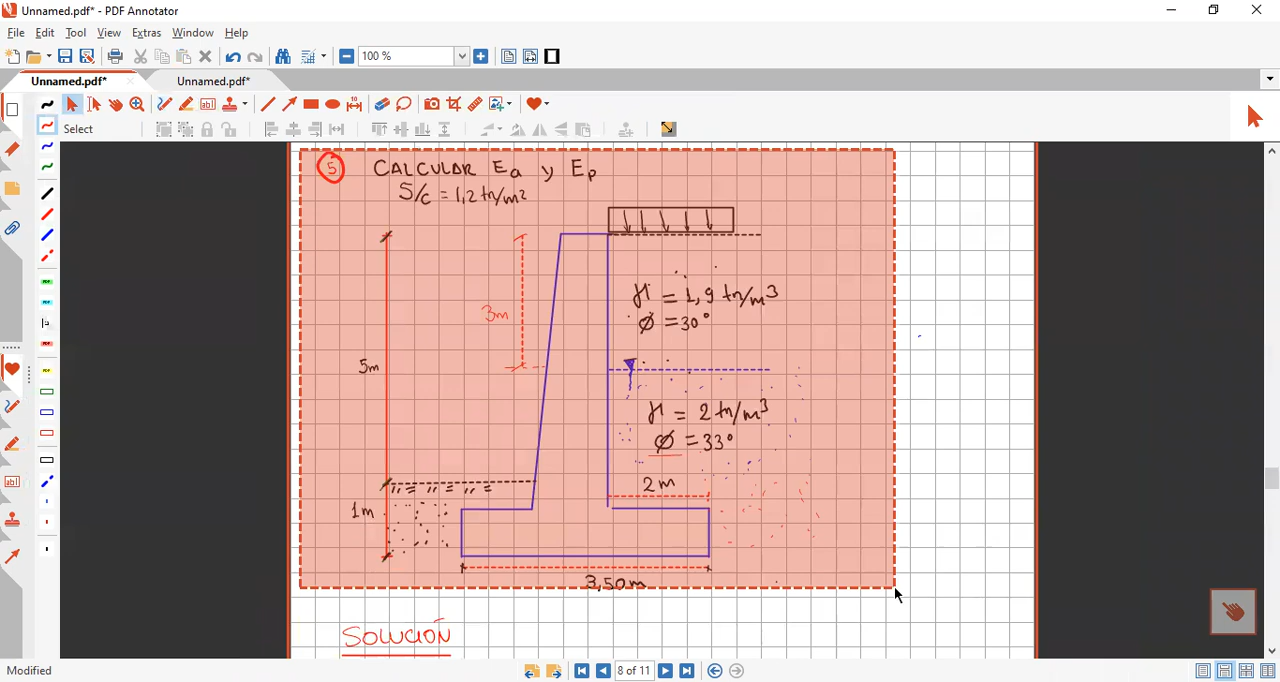 Unnamed.pdf* - PDF Annotator
File Edit Tool View Extras Window Help
100 %
Unnamed.pdf* Unnamed.pdf*
Select
5 CALCULAR Ea y Ep
S/c = 1,2 tn/m²
3m
γ = 1,9 tn/m³
Ø = 30°
5m
γ = 2 tn/m³
Ø = 33°
2m
1m
3,50m
SOLUCIÓN
Modified
8 of 11